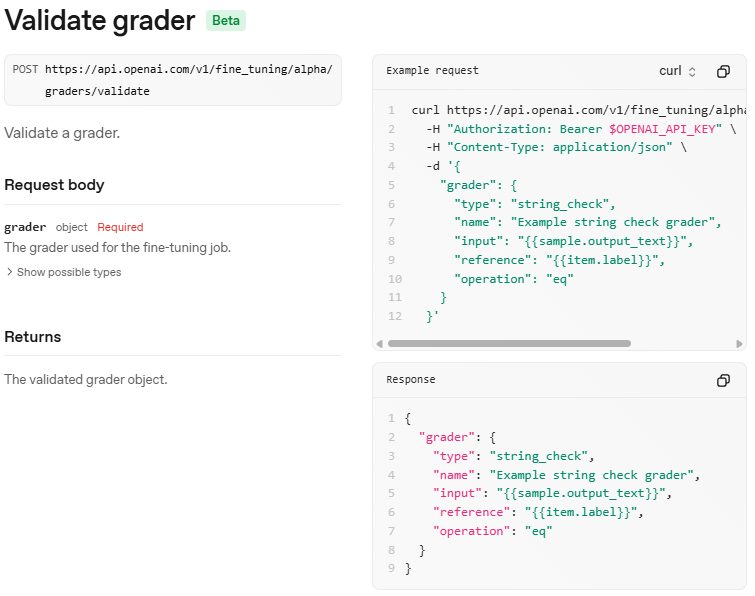 Validate grader Beta
POST https://api.openai.com/v1/fine_tuning/alpha/
graders/validate
Validate a grader.
Request body
grader object Required
The grader used for the fine-tuning job.
Show possible types
Returns
The validated grader object.
Example request curl
1 curl https://api.openai.com/v1/fine_tuning/alpha
2 -H "Authorization: Bearer $OPENAI_API_KEY" \
3 -H "Content-Type: application/json" \
4 -d '{
5 "grader": {
6 "type": "string_check",
7 "name": "Example string check grader",
8 "input": "{{sample.output_text}}",
9 "reference": "{{item.label}}",
10 "operation": "eq"
11 }
12 }'
Response
1 {
2 "grader": {
3 "type": "string_check",
4 "name": "Example string check grader",
5 "input": "{{sample.output_text}}",
6 "reference": "{{item.label}}",
7 "operation": "eq"
8 }
9 }